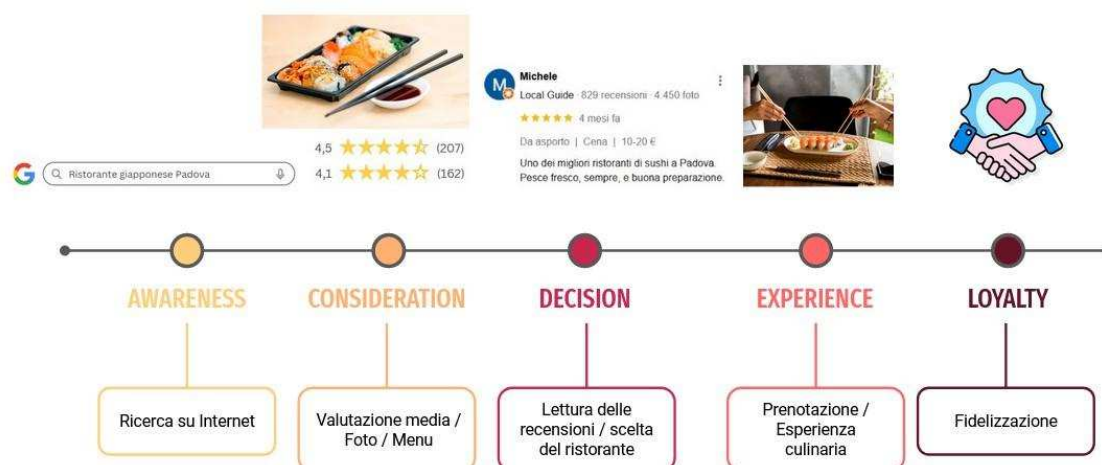 Michele
Local Guide · 829 recensioni · 4.450 foto
4 mesi fa
Da asporto | Cena | 10-20 €
Uno dei migliori ristoranti di sushi a Padova.
Pesce fresco, sempre, e buona preparazione.
M
4,5 (207)
4,1 (162)
G
Ristorante giapponese Padova
AWARENESS
CONSIDERATION
DECISION
EXPERIENCE
LOYALTY
Ricerca su Internet
Valutazione media /
Foto / Menu
Lettura delle
recensioni / scelta
del ristorante
Prenotazione /
Esperienza
culinaria
Fidelizzazione